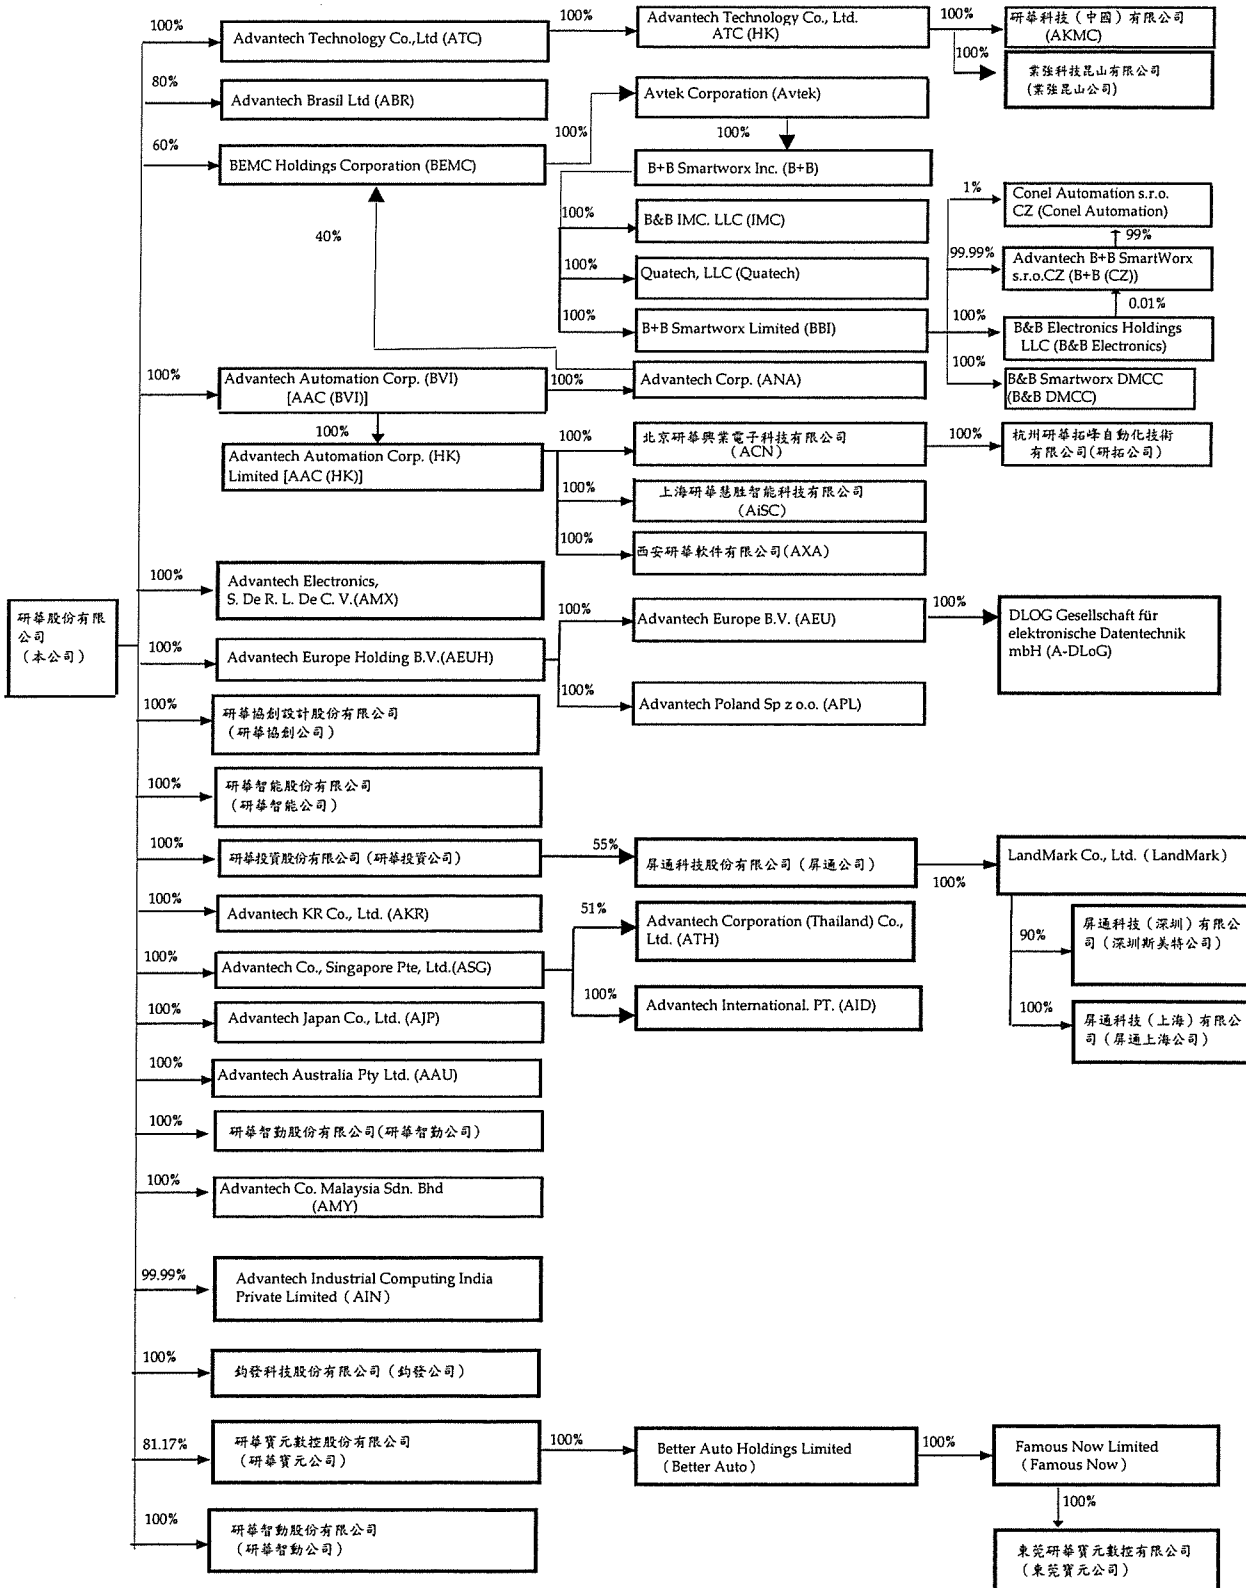 100%
Advantech Technology Co.,Ltd (ATC)
100%
Advantech Technology Co., Ltd.
ATC (HK)
100%
研華科技（中國）有限公司
(AKMC)
100%
業強科技昆山有限公司
(業強昆山公司)
80%
Advantech Brasil Ltd (ABR)
Avtek Corporation (Avtek)
100%
100%
60%
BEMC Holdings Corporation (BEMC)
B+B Smartworx Inc. (B+B)
40%
100%
B&B IMC. LLC (IMC)
100%
Quatech, LLC (Quatech)
100%
B+B Smartworx Limited (BBI)
1%
Conel Automation s.r.o.
CZ (Conel Automation)
99%
99.99%
Advantech B+B SmartWorx
s.r.o.CZ (B+B (CZ))
0.01%
100%
B&B Electronics Holdings
LLC (B&B Electronics)
100%
B&B Smartworx DMCC
(B&B DMCC)
100%
Advantech Automation Corp. (BVI)
[AAC (BVI)]
100%
Advantech Corp. (ANA)
100%
Advantech Automation Corp. (HK)
Limited [AAC (HK)]
100%
北京研華興業電子科技有限公司
(ACN)
100%
杭州研華拓峰自動化技術
有限公司(研拓公司)
100%
上海研華慧胜智能科技有限公司
(AiSC)
100%
西安研華軟件有限公司(AXA)
研華股份有限
公司
（本公司）
100%
Advantech Electronics,
S. De R. L. De C. V.(AMX)
100%
Advantech Europe Holding B.V.(AEUH)
100%
Advantech Europe B.V. (AEU)
100%
DLOG Gesellschaft für
elektronische Datentechnik
mbH (A-DLoG)
100%
Advantech Poland Sp z o.o. (APL)
100%
研華協創設計股份有限公司
（研華協創公司）
100%
研華智能股份有限公司
（研華智能公司）
100%
研華投資股份有限公司（研華投資公司）
55%
屏通科技股份有限公司（屏通公司）
100%
LandMark Co., Ltd.（LandMark）
90%
屏通科技（深圳）有限公
司（深圳斯美特公司）
100%
屏通科技（上海）有限公
司（屏通上海公司）
100%
Advantech KR Co., Ltd. (AKR)
100%
Advantech Co., Singapore Pte, Ltd.(ASG)
51%
Advantech Corporation (Thailand) Co.,
Ltd. (ATH)
100%
Advantech International. PT. (AID)
100%
Advantech Japan Co., Ltd. (AJP)
100%
Advantech Australia Pty Ltd. (AAU)
100%
研華智勤股份有限公司(研華智勤公司)
100%
Advantech Co. Malaysia Sdn. Bhd
(AMY)
99.99%
Advantech Industrial Computing India
Private Limited（AIN）
100%
鈞發科技股份有限公司（鈞發公司）
81.17%
研華寶元數控股份有限公司
（研華寶元公司）
100%
Better Auto Holdings Limited
（Better Auto）
100%
Famous Now Limited
（Famous Now）
100%
東莞研華寶元數控有限公司
（東莞寶元公司）
100%
研華智動股份有限公司
（研華智動公司）